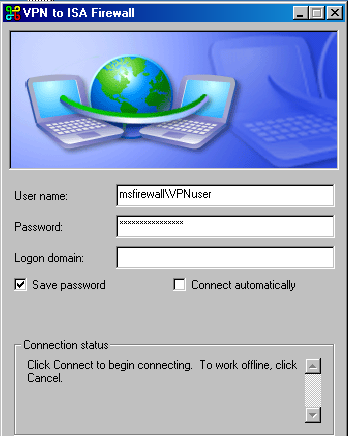 VPN to ISA Firewall
User name:
msfirewall\VPNuser
Password:
xxxxxxxxxxxxxxxx
Logon domain:
Save password
Connect automatically
Connection status
Click Connect to begin connecting.  To work offline, click
Cancel.